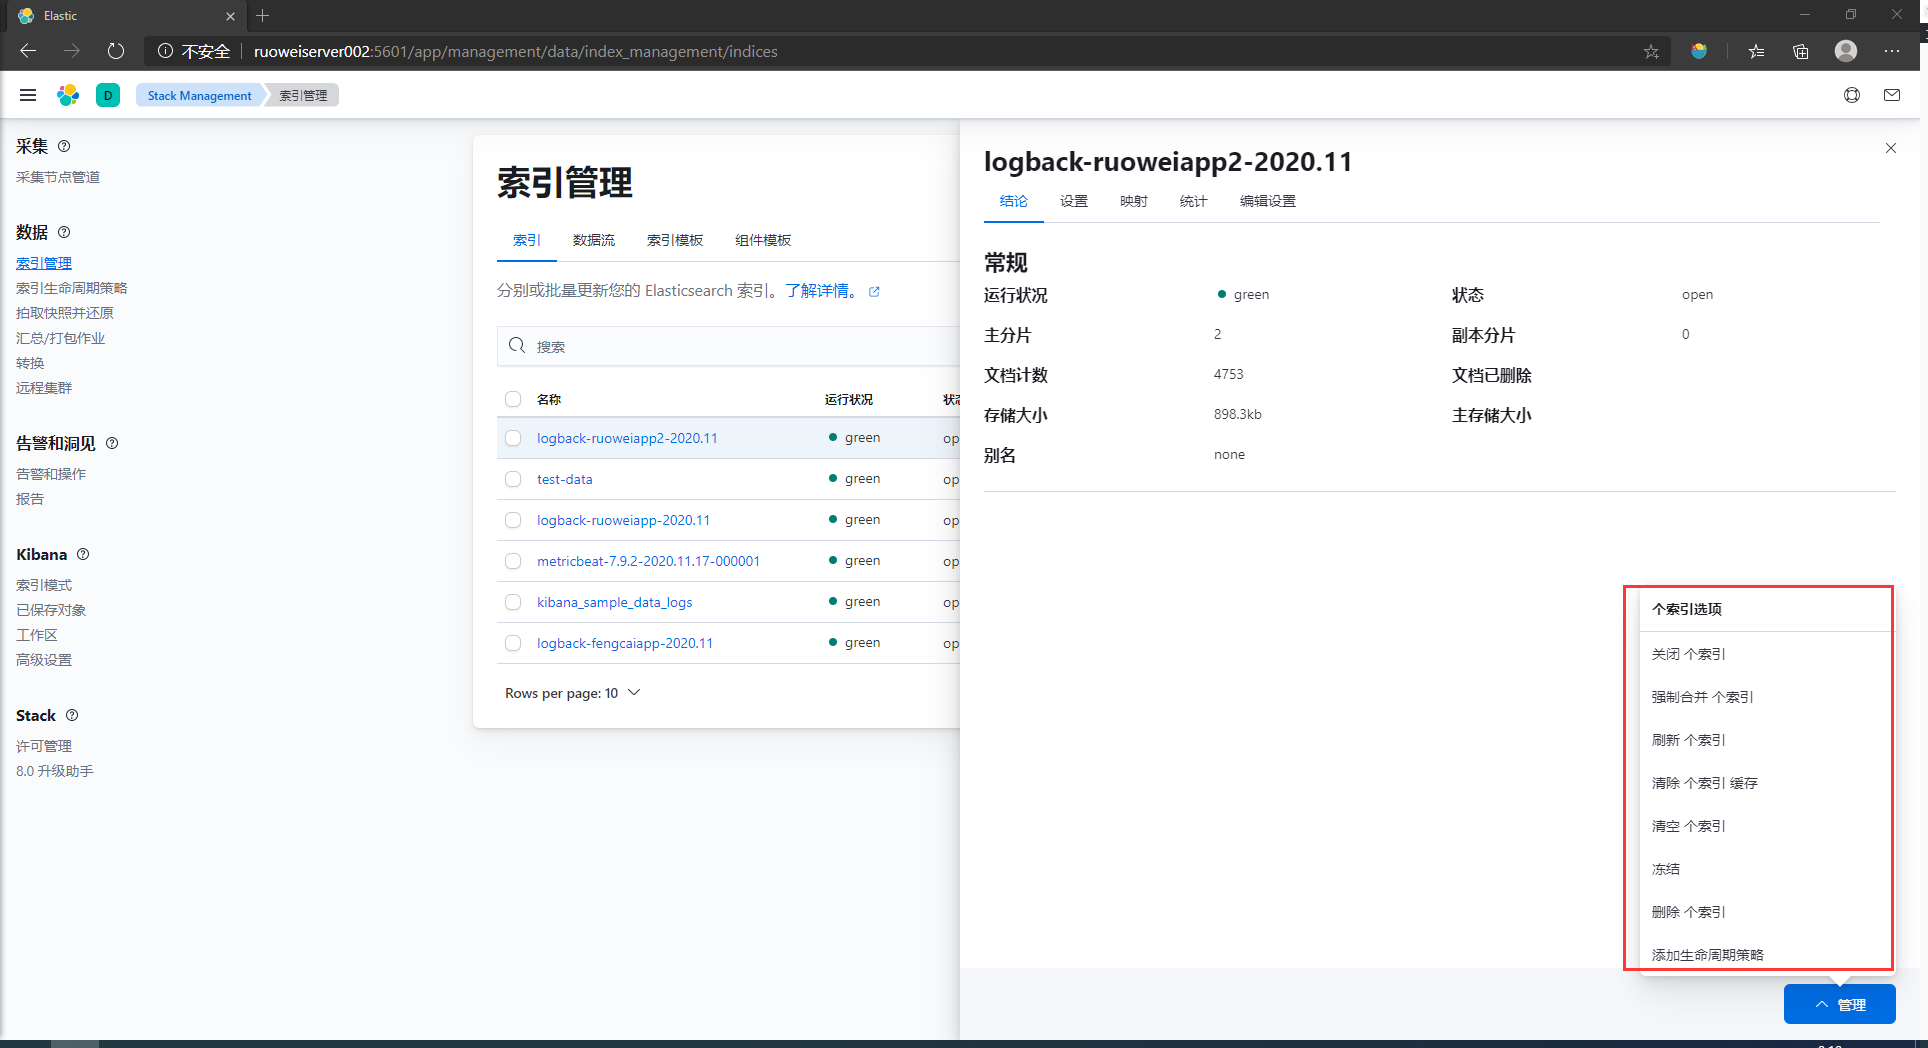 Elastic
不安全
ruoweiserver002:5601/app/management/data/index_management/indices
D
Stack Management
索引管理
采集
采集节点管道
数据
索引管理
索引生命周期策略
拍取快照并还原
汇总/打包作业
转换
远程集群
告警和洞见
告警和操作
报告
Kibana
索引模式
已保存对象
工作区
高级设置
Stack
许可管理
8.0 升级助手
索引管理
索引 数据流 索引模板 组件模板
分别或批量更新您的 Elasticsearch 索引。了解详情。
搜索
名称 运行状况 状态
logback-ruoweiapp2-2020.11 green op
test-data green op
logback-ruoweiapp-2020.11 green op
metricbeat-7.9.2-2020.11.17-000001 green op
kibana_sample_data_logs green op
logback-fengcaiapp-2020.11 green op
Rows per page: 10
logback-ruoweiapp2-2020.11
结论 设置 映射 统计 编辑设置
常规
运行状况 green 状态 open
主分片 2 副本分片 0
文档计数 4753 文档已删除
存储大小 898.3kb 主存储大小
别名 none
个索引选项
关闭 个索引
强制合并 个索引
刷新 个索引
清除 个索引 缓存
清空 个索引
冻结
删除 个索引
添加生命周期策略
管理